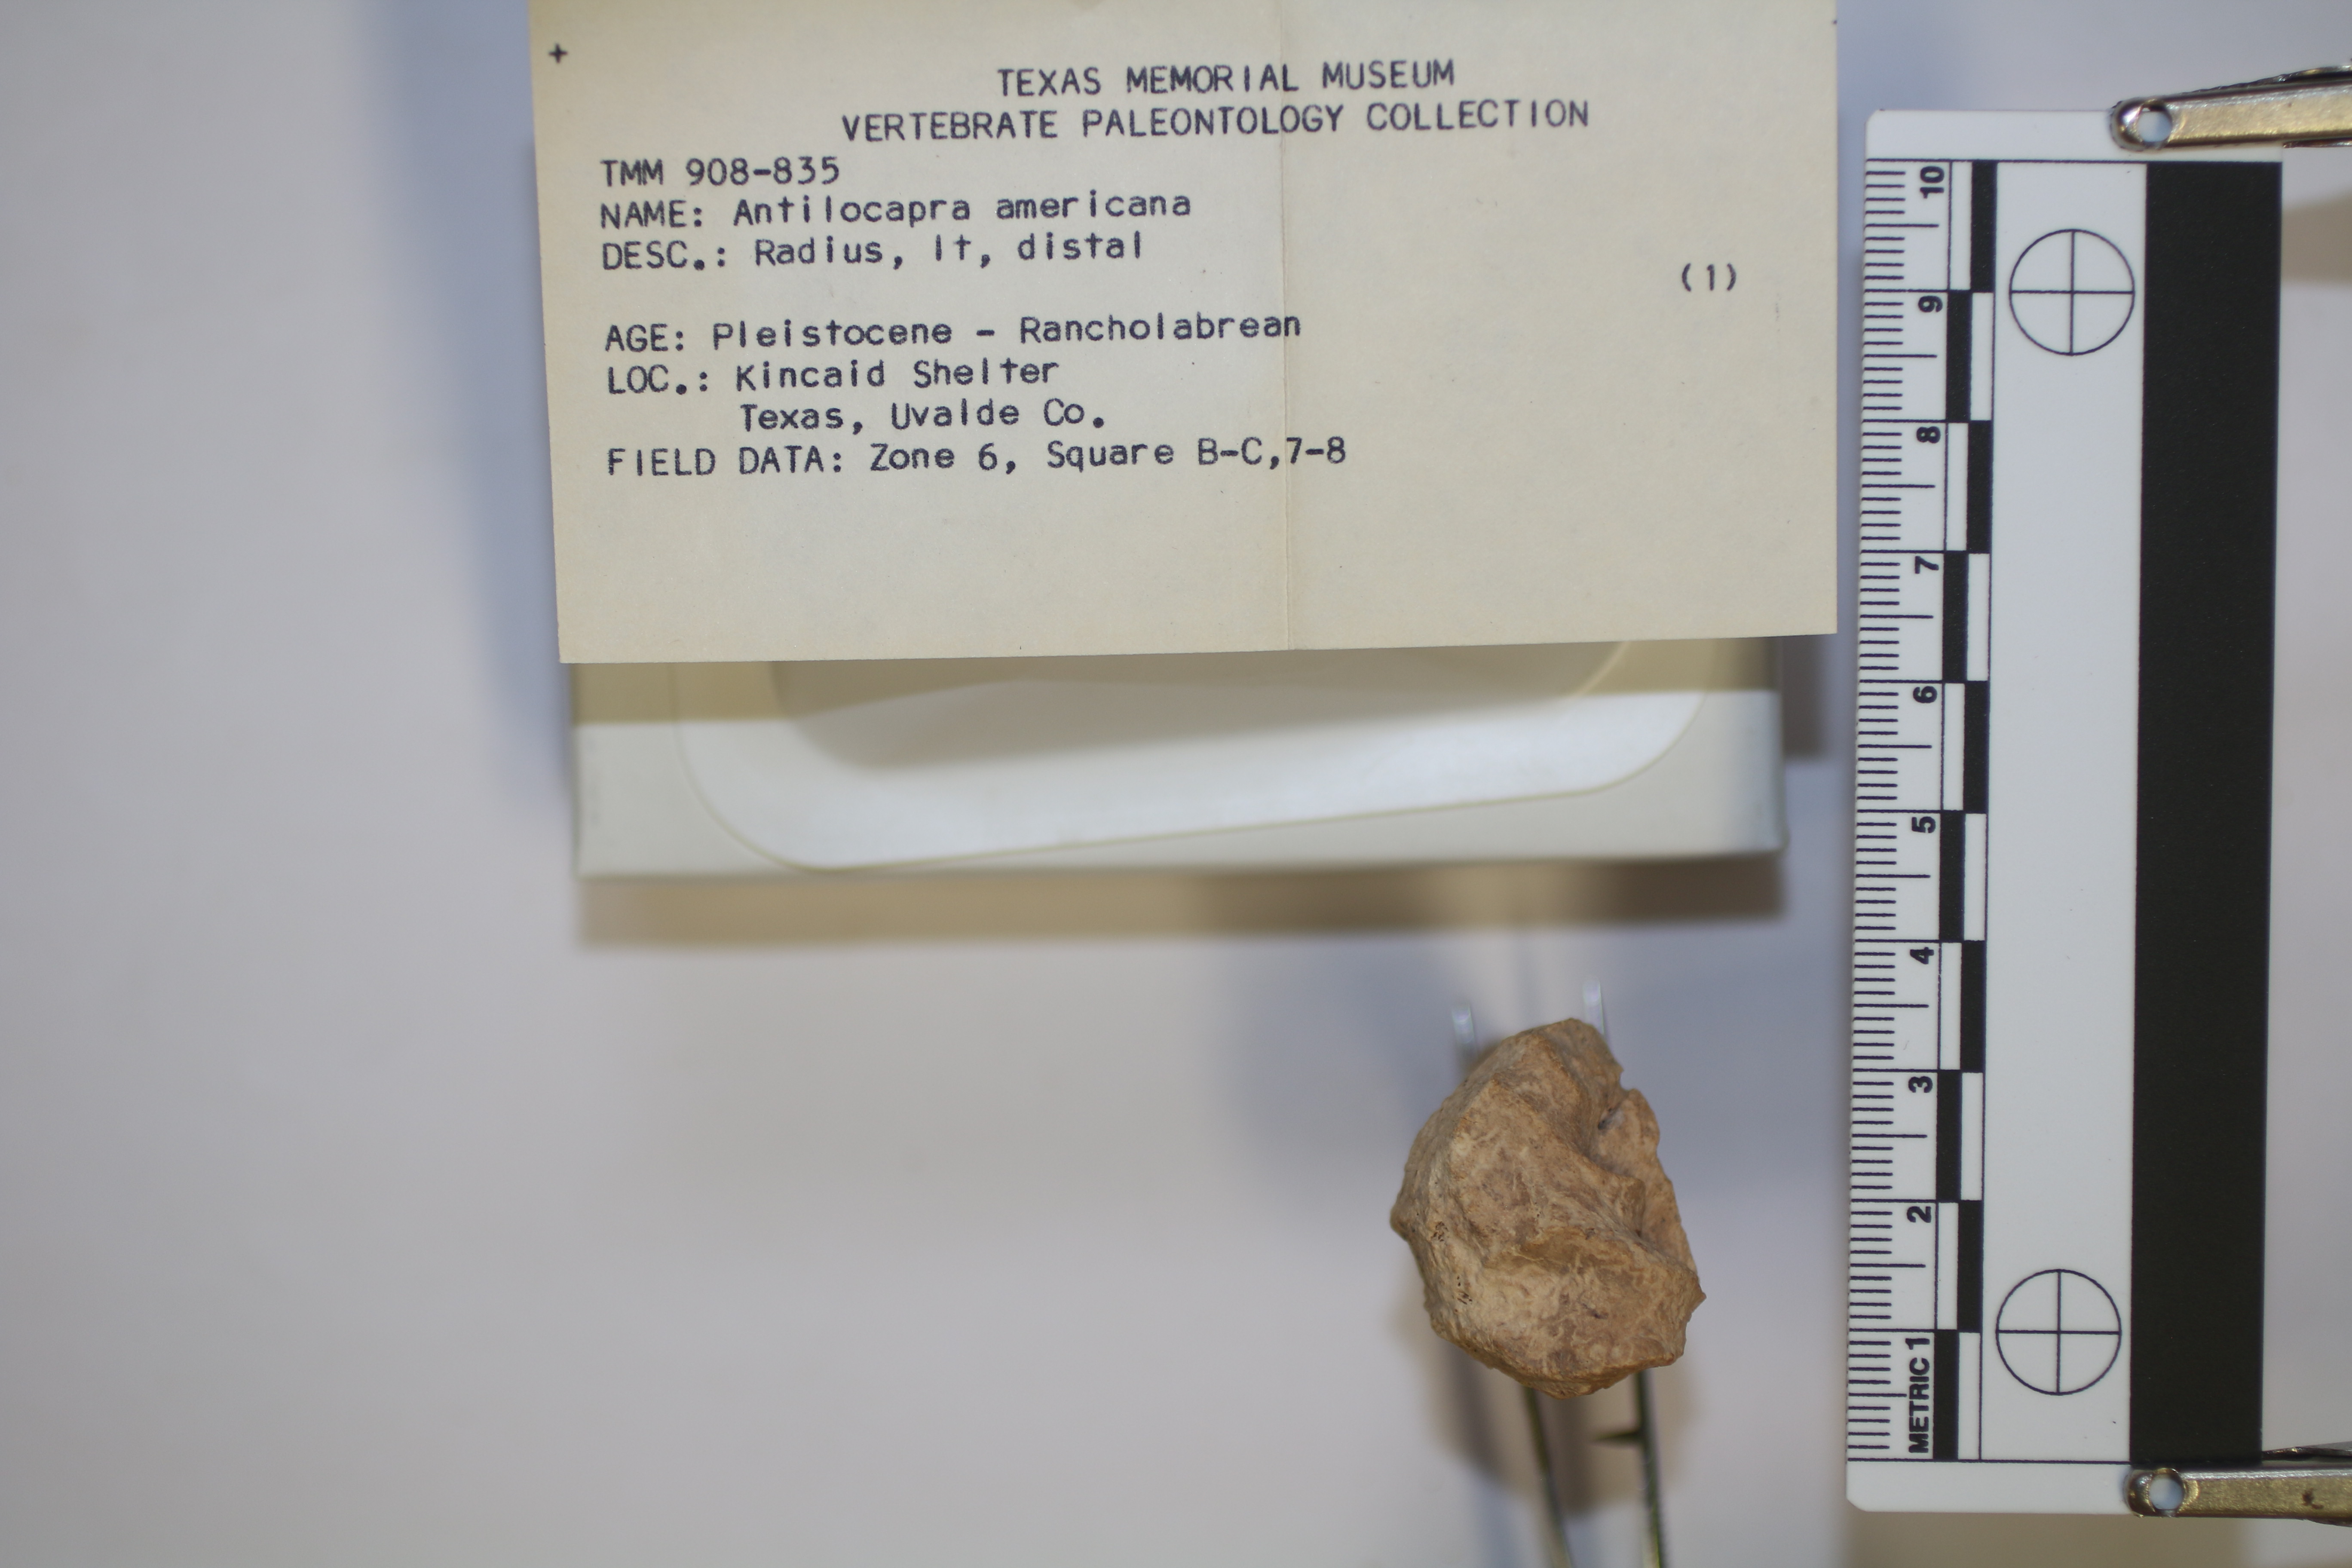 +
TEXAS MEMORIAL MUSEUM
VERTEBRATE PALEONTOLOGY COLLECTION
TMM 908-835
NAME: Antilocapra americana
DESC.: Radius, lt, distal
(1)
AGE: Pleistocene - Rancholabrean
LOC.: Kincaid Shelter
Texas, Uvalde Co.
FIELD DATA: Zone 6, Square B-C,7-8
10
9
8
7
6
5
4
3
2
METRIC 1